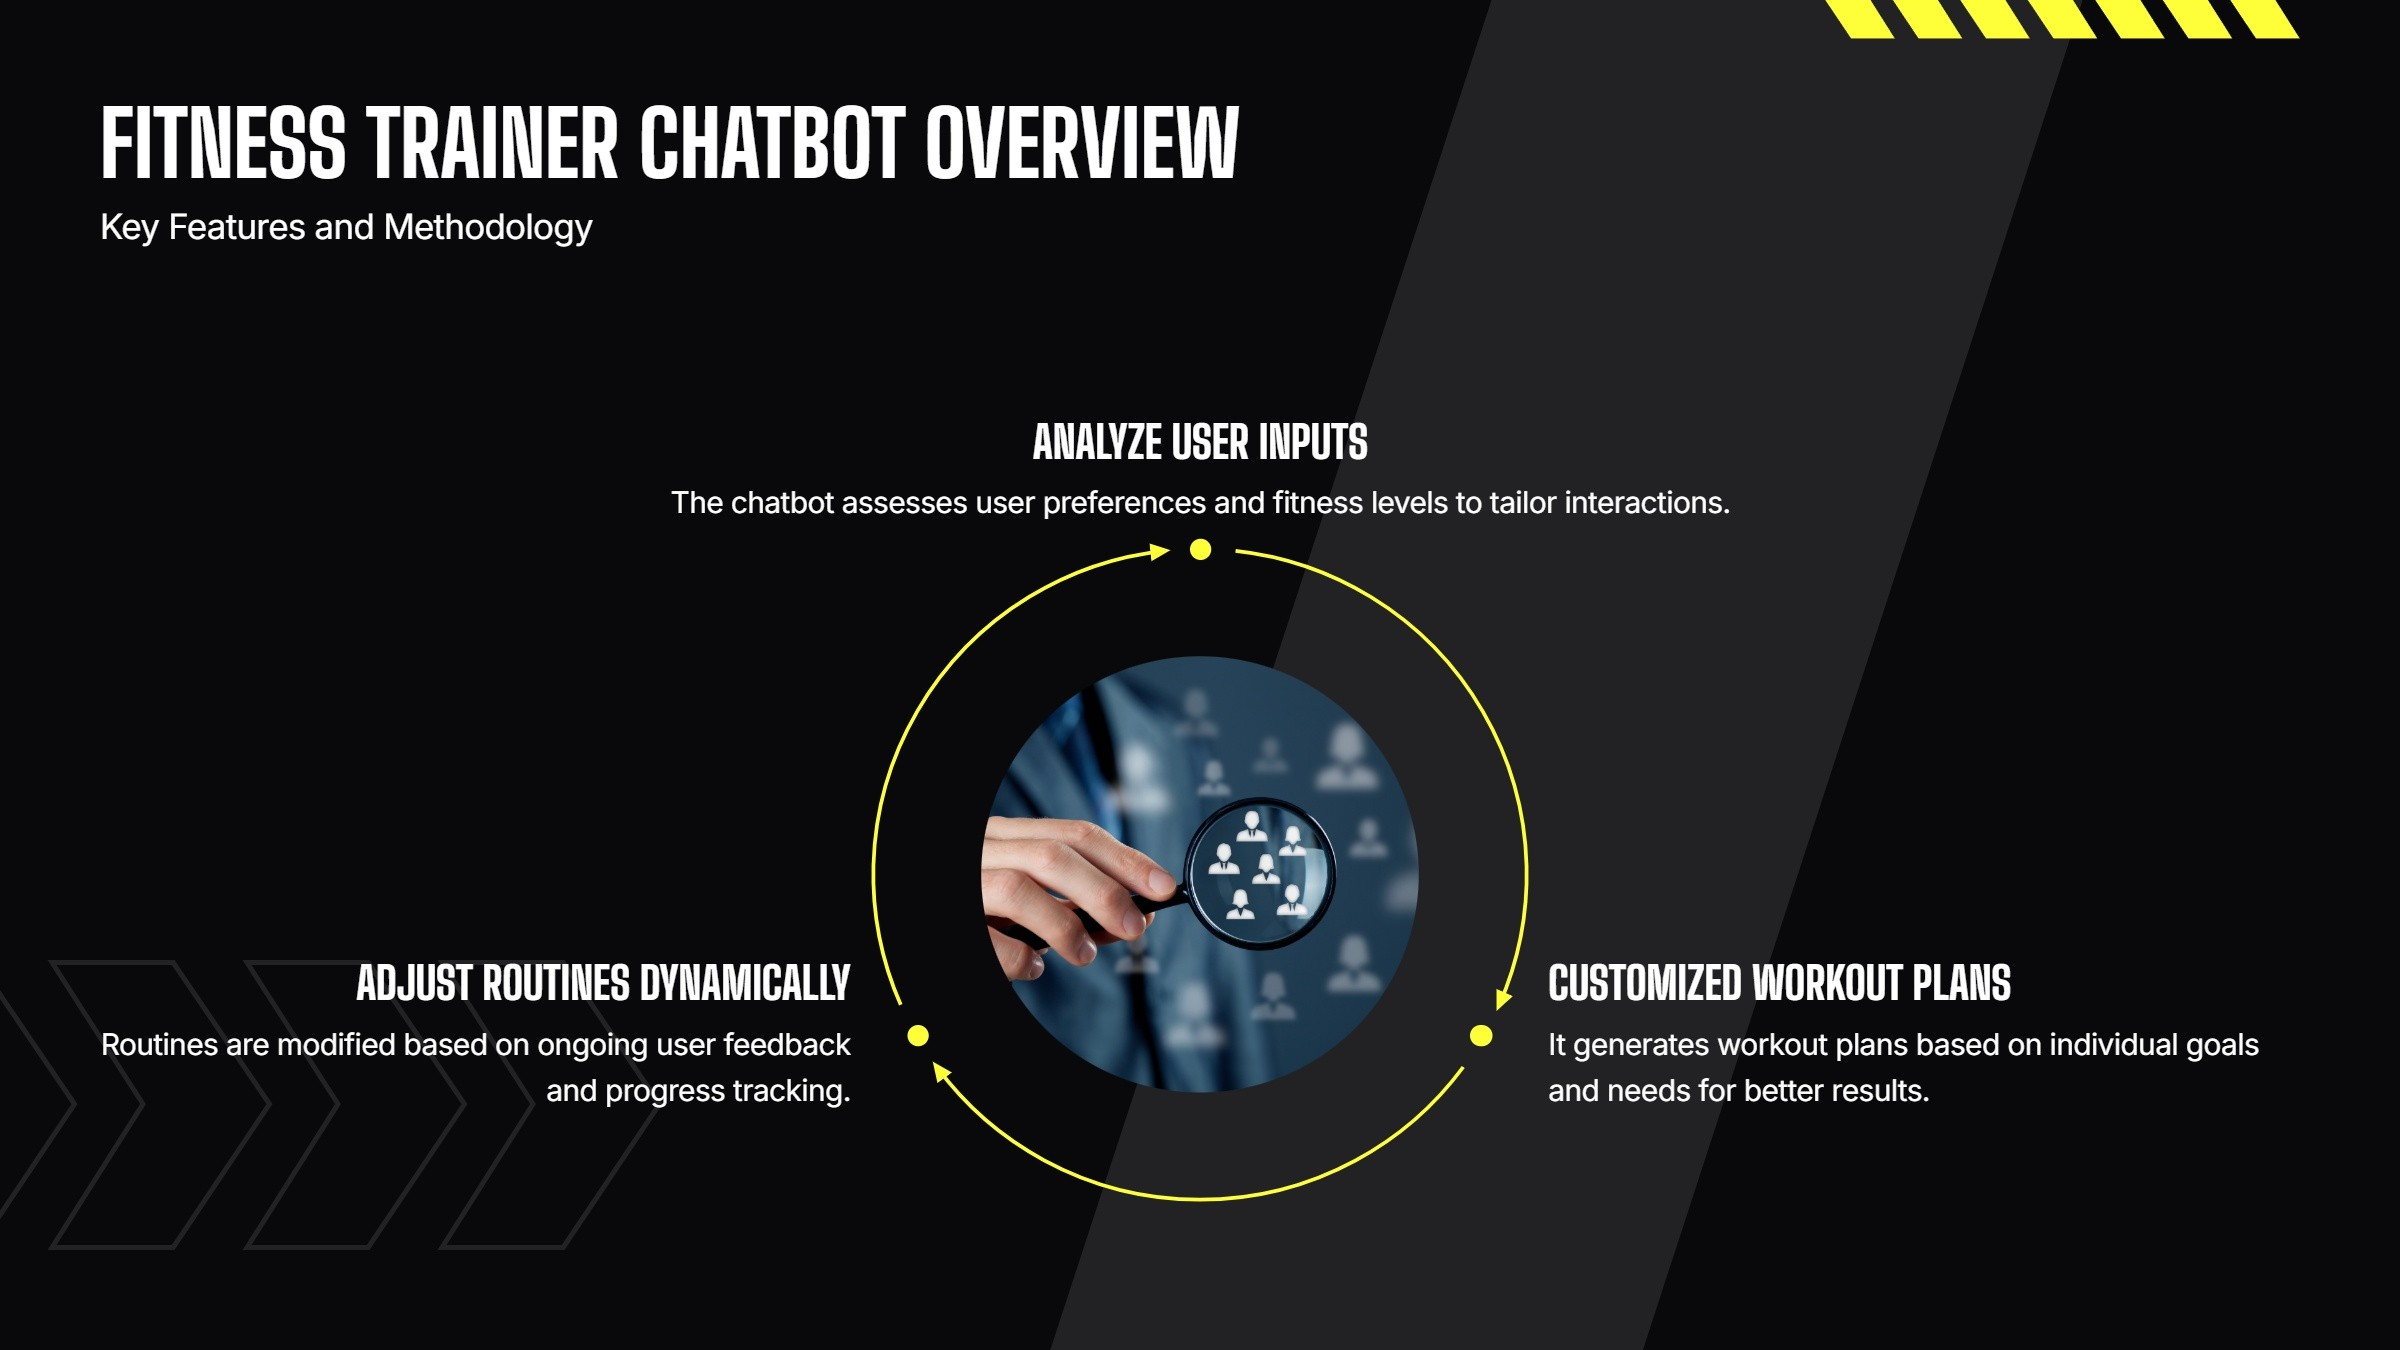 FITNESS TRAINER CHATBOT OVERVIEW
Key Features and Methodology
ANALYZE USER INPUTS
The chatbot assesses user preferences and fitness levels to tailor interactions.
ADJUST ROUTINES DYNAMICALLY
Routines are modified based on ongoing user feedback
and progress tracking.
CUSTOMIZED WORKOUT PLANS
It generates workout plans based on individual goals
and needs for better results.